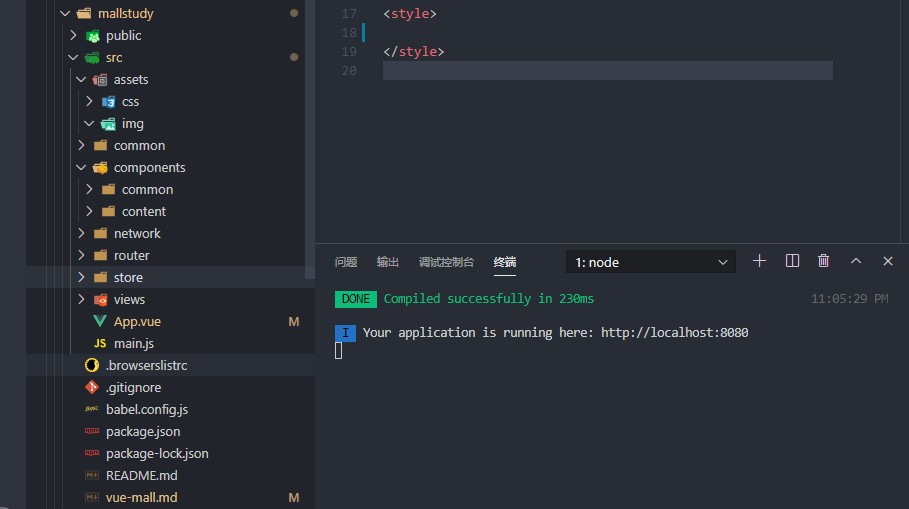 mallstudy
public
src
assets
css
img
common
components
common
content
network
router
store
views
App.vue M
JS main.js
.browserslistrc
.gitignore
babel.config.js
package.json
package-lock.json
README.md
vue-mall.md M
17 <style>
18
19 </style>
20
问题 输出 调试控制台 终端 1: node
DONE Compiled successfully in 230ms 11:05:29 PM
I Your application is running here: http://localhost:8080